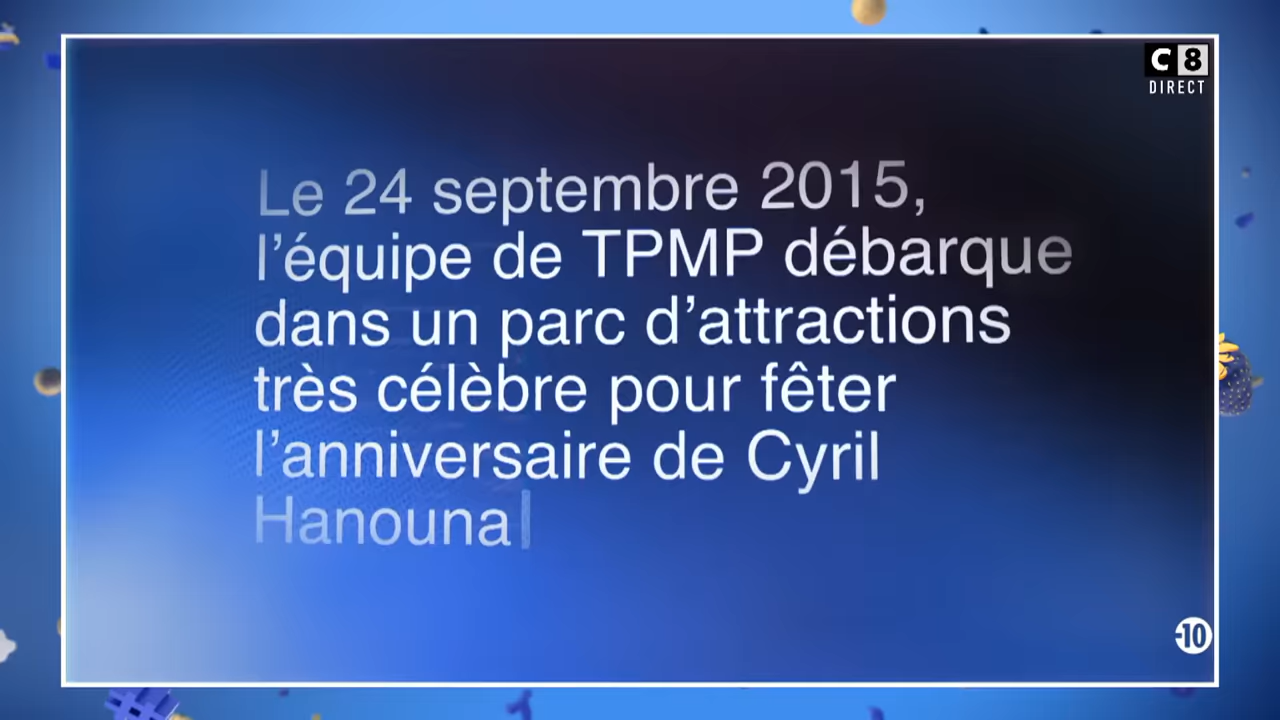 C8
DIRECT
Le 24 septembre 2015,
l’équipe de TPMP débarque
dans un parc d’attractions
très célèbre pour fêter
l’anniversaire de Cyril
Hanouna
-10